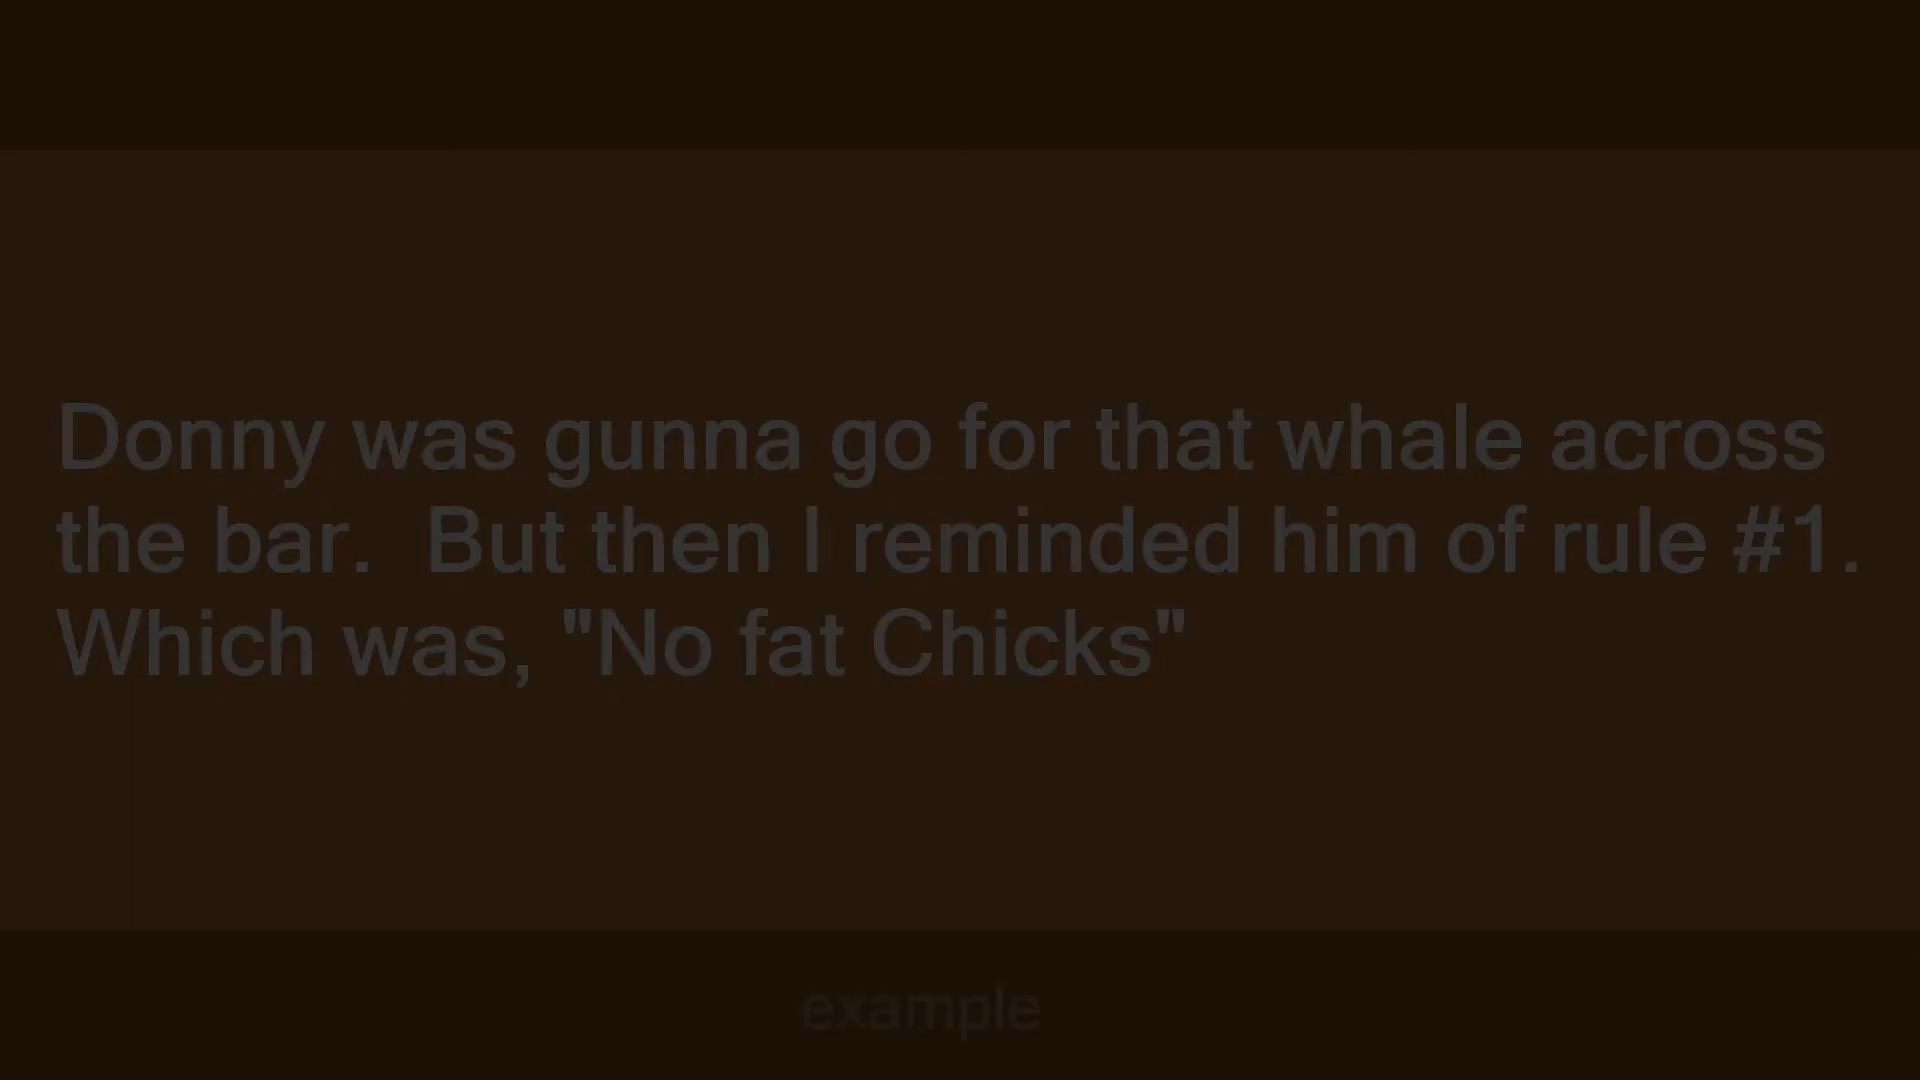 Donny was gunna go for that whale across
the bar.  But then I reminded him of rule #1.
Which was, "No fat Chicks"
example